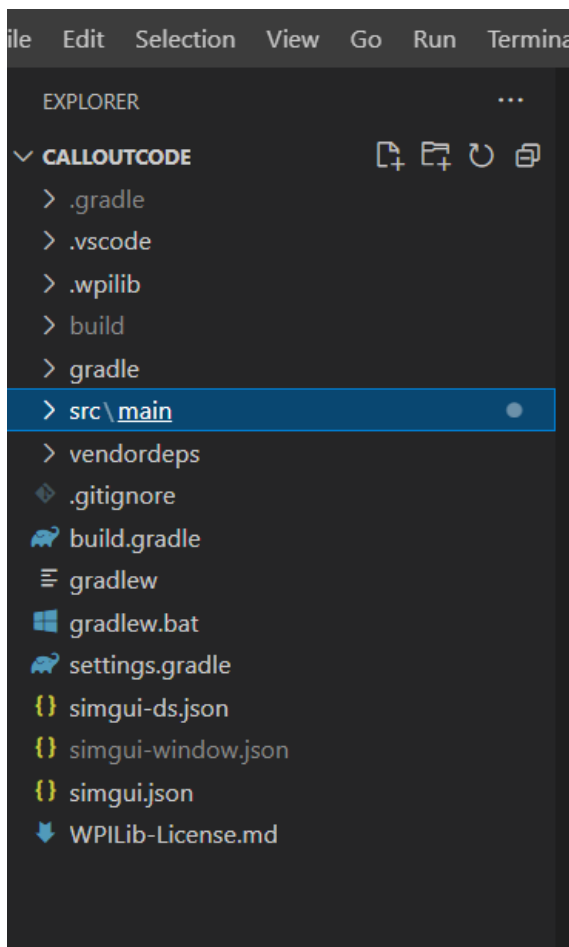 ile Edit Selection View Go Run Termina
EXPLORER
CALLOUTCODE
.gradle
.vscode
.wpilib
build
gradle
src\main
vendordeps
.gitignore
build.gradle
gradlew
gradlew.bat
settings.gradle
simgui-ds.json
simgui-window.json
simgui.json
WPILib-License.md